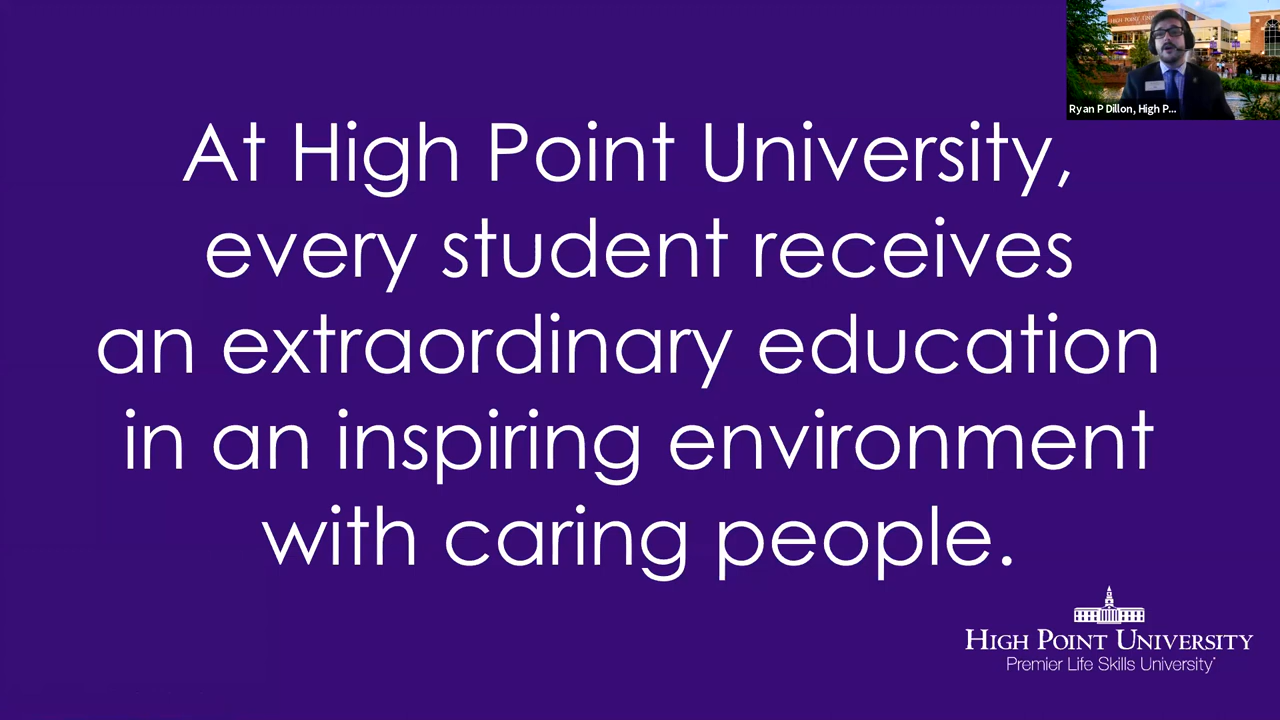 At High Point University,
every student receives
an extraordinary education
in an inspiring environment
with caring people.
Ryan P Dillon, High P...
HIGH POINT UNIVERSITY
Premier Life Skills University